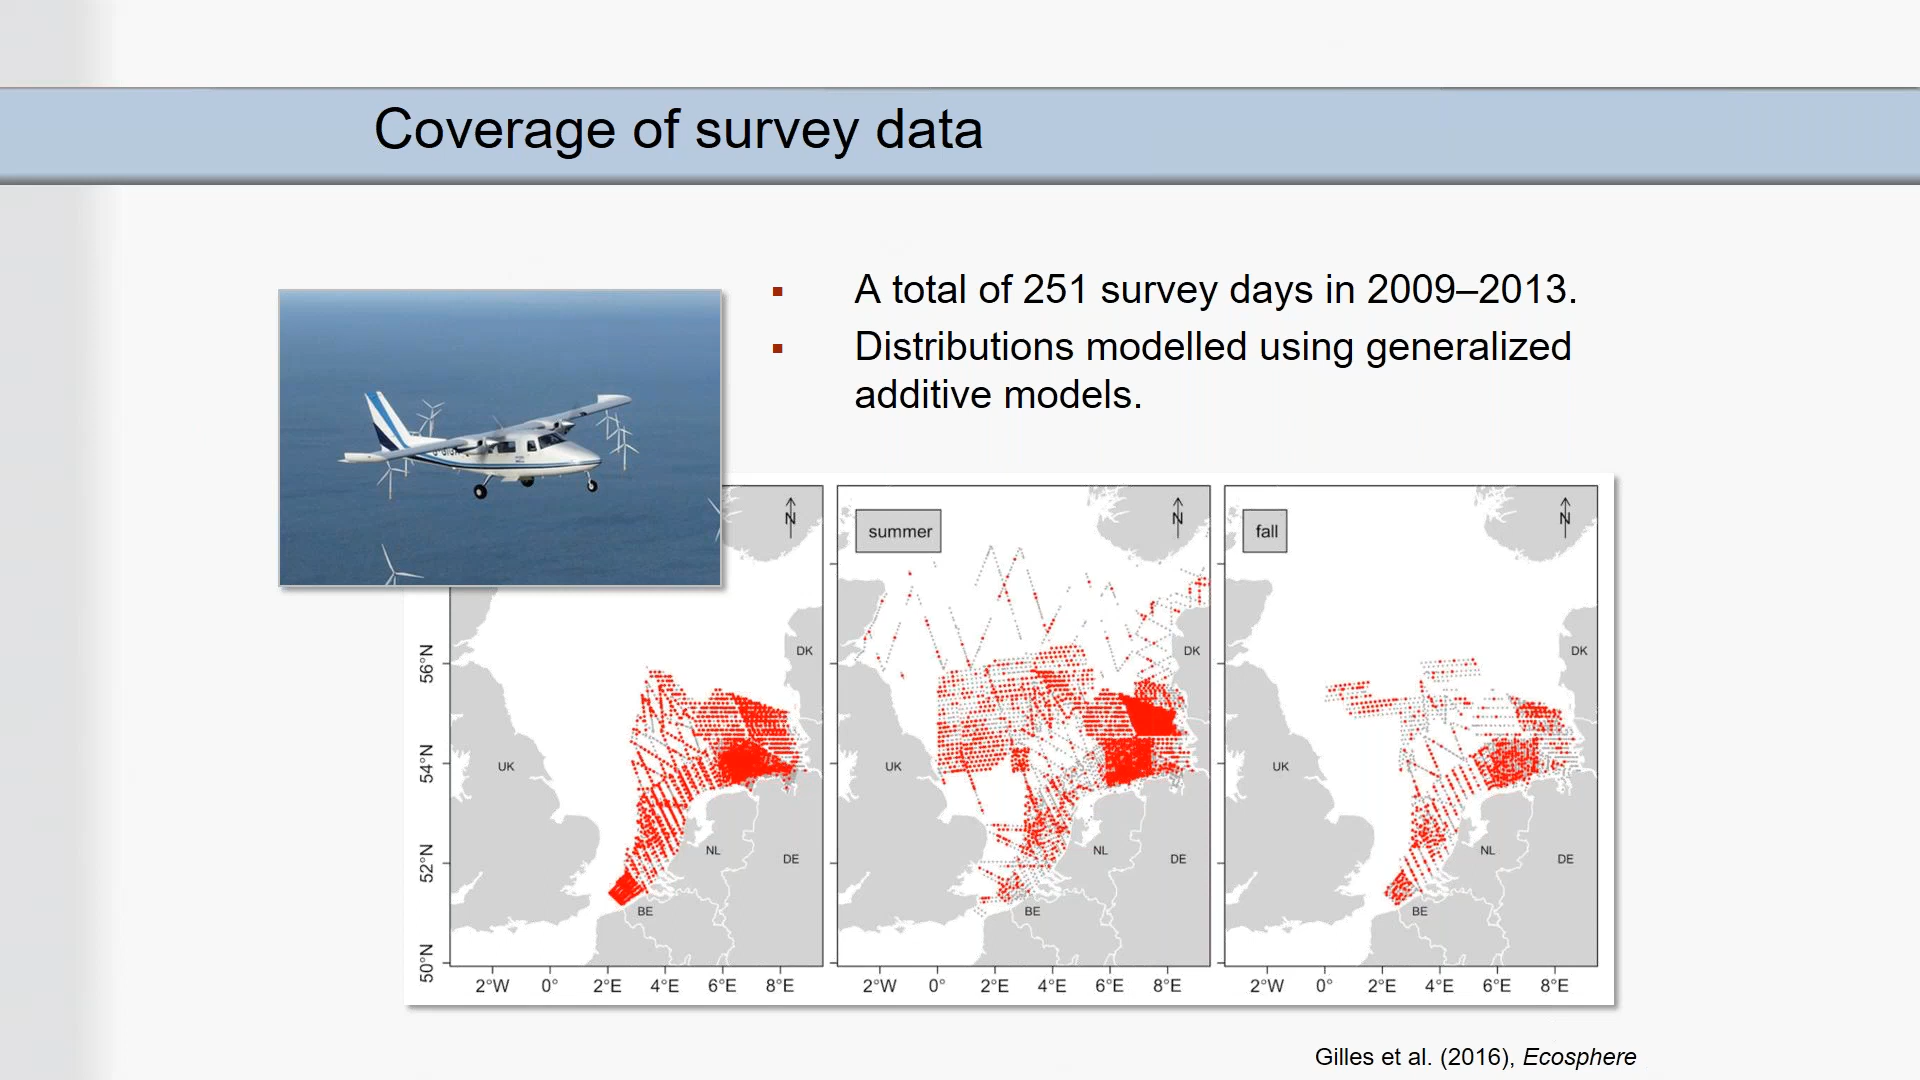 Coverage of survey data
A total of 251 survey days in 2009–2013.
Distributions modelled using generalized
additive models.
N
DK
UK
NL
DE
BE
56°N
54°N
52°N
50°N
2°W 0° 2°E 4°E 6°E 8°E
summer
N
DK
UK
NL
DE
BE
2°W 0° 2°E 4°E 6°E 8°E
fall
N
DK
UK
NL
DE
BE
2°W 0° 2°E 4°E 6°E 8°E
Gilles et al. (2016), Ecosphere